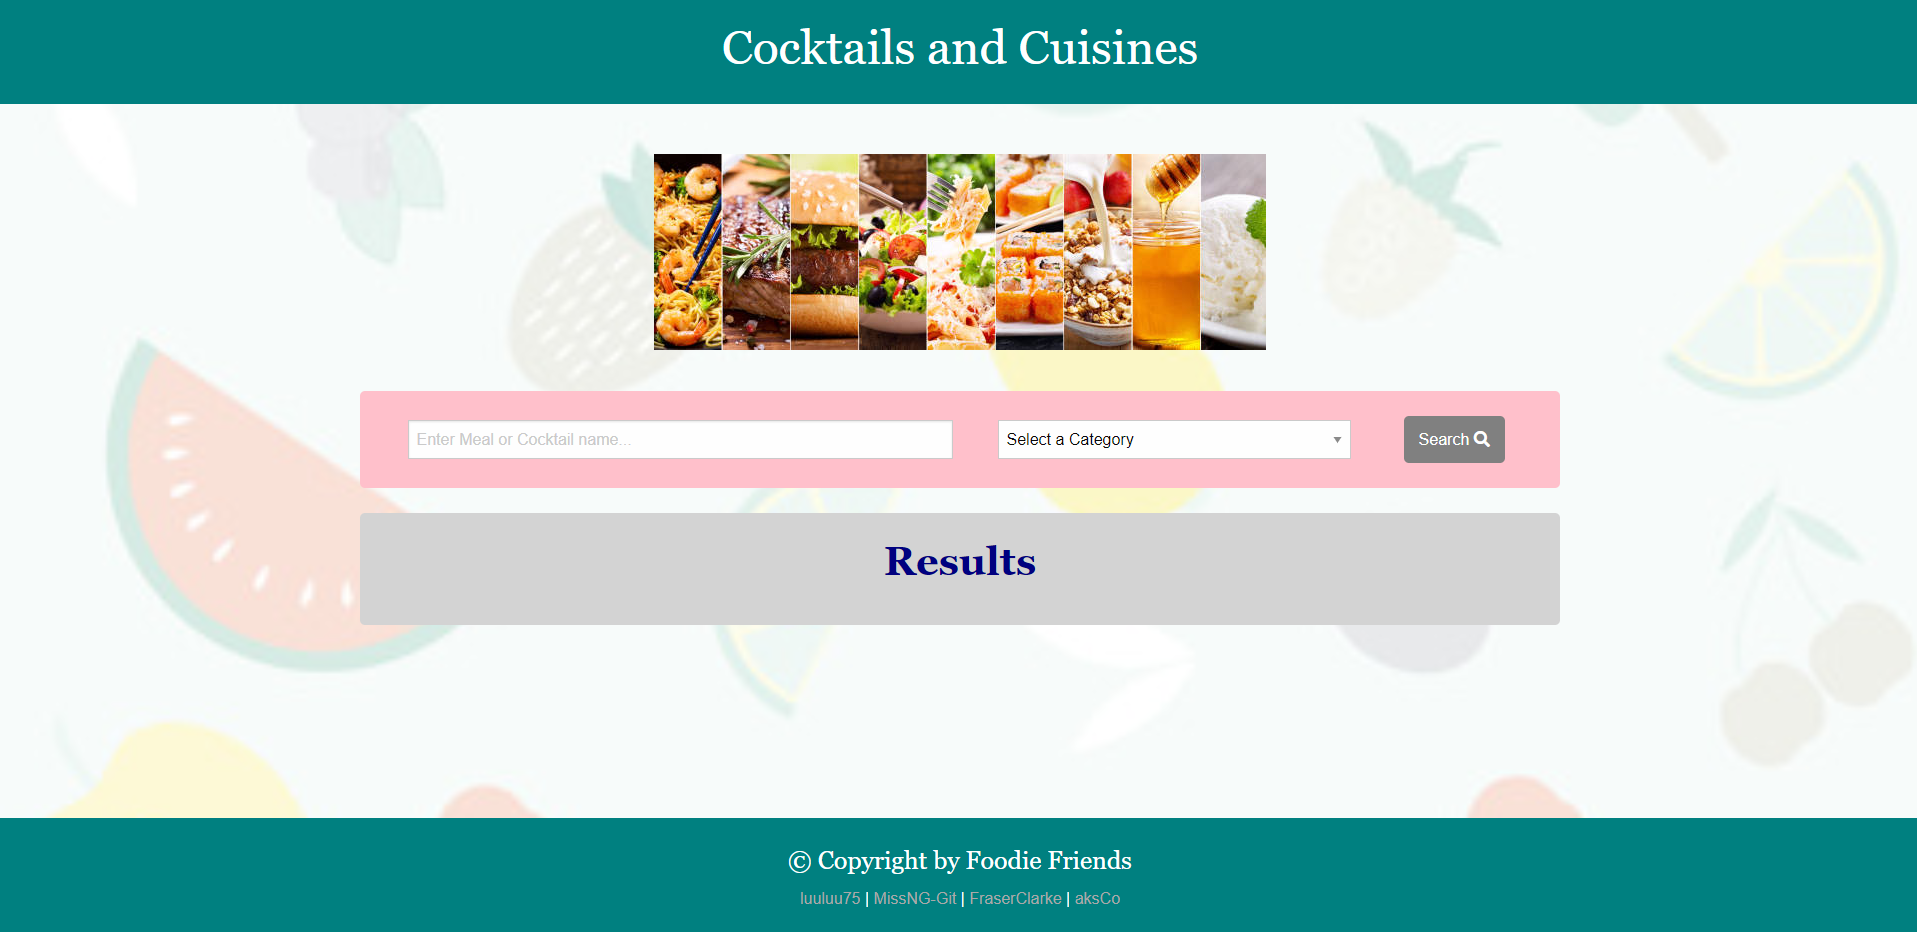 Cocktails and Cuisines
Enter Meal or Cocktail name...
Select a Category
Search
Results
© Copyright by Foodie Friends
luuluu75 | MissNG-Git | FraserClarke | aksCo